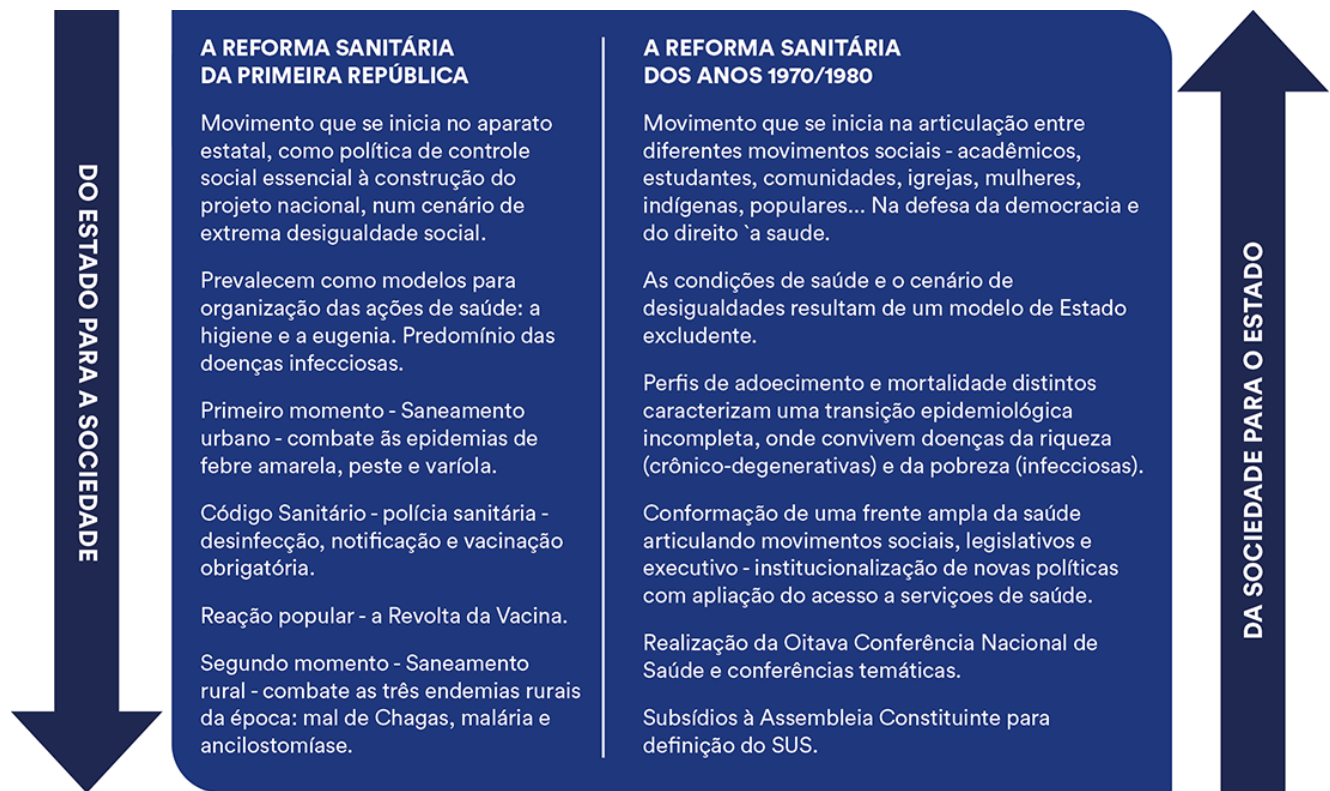 DO ESTADO PARA A SOCIEDADE
A REFORMA SANITÁRIA
DA PRIMEIRA REPÚBLICA
Movimento que se inicia no aparato
estatal, como política de controle
social essencial à construção do
projeto nacional, num cenário de
extrema desigualdade social.
Prevalecem como modelos para
organização das ações de saúde: a
higiene e a eugenia. Predomínio das
doenças infecciosas.
Primeiro momento - Saneamento
urbano - combate ãs epidemias de
febre amarela, peste e varíola.
Código Sanitário - polícia sanitária -
desinfecção, notificação e vacinação
obrigatória.
Reação popular - a Revolta da Vacina.
Segundo momento - Saneamento
rural - combate as três endemias rurais
da época: mal de Chagas, malária e
ancilostomíase.
A REFORMA SANITÁRIA
DOS ANOS 1970/1980
Movimento que se inicia na articulação entre
diferentes movimentos sociais - acadêmicos,
estudantes, comunidades, igrejas, mulheres,
indígenas, populares... Na defesa da democracia e
do direito `a saude.
As condições de saúde e o cenário de
desigualdades resultam de um modelo de Estado
excludente.
Perfis de adoecimento e mortalidade distintos
caracterizam uma transição epidemiológica
incompleta, onde convivem doenças da riqueza
(crônico-degenerativas) e da pobreza (infecciosas).
Conformação de uma frente ampla da saúde
articulando movimentos sociais, legislativos e
executivo - institucionalização de novas políticas
com apliação do acesso a serviçoes de saúde.
Realização da Oitava Conferência Nacional de
Saúde e conferências temáticas.
Subsídios à Assembleia Constituinte para
definição do SUS.
DA SOCIEDADE PARA O ESTADO